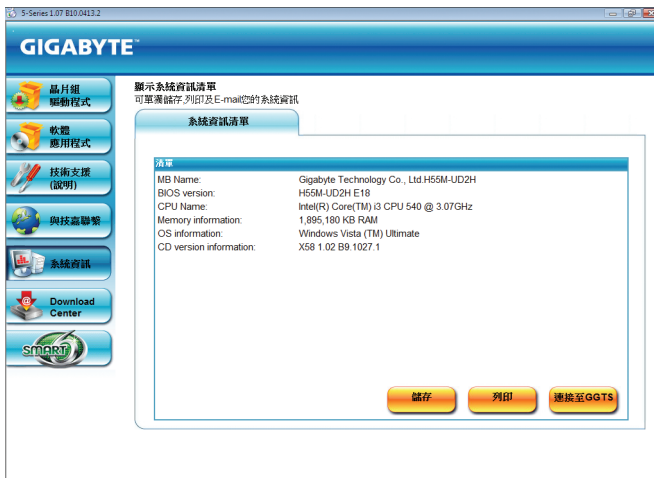 5-Series 1.07 B10.0413.2
GIGABYTE™
晶片組
驅動程式
軟體
應用程式
技術支援
(說明)
與技嘉聯繫
系統資訊
Download
Center
SMART 6
顯示系統資訊清單
可單獨儲存,列印及E-mail您的系統資訊
系統資訊清單
清單
MB Name: Gigabyte Technology Co., Ltd.H55M-UD2H
BIOS version: H55M-UD2H E18
CPU Name: Intel(R) Core(TM) i3 CPU 540 @ 3.07GHz
Memory information: 1,895,180 KB RAM
OS information: Windows Vista (TM) Ultimate
CD version information: X58 1.02 B9.1027.1
儲存 列印 連接至GGTS